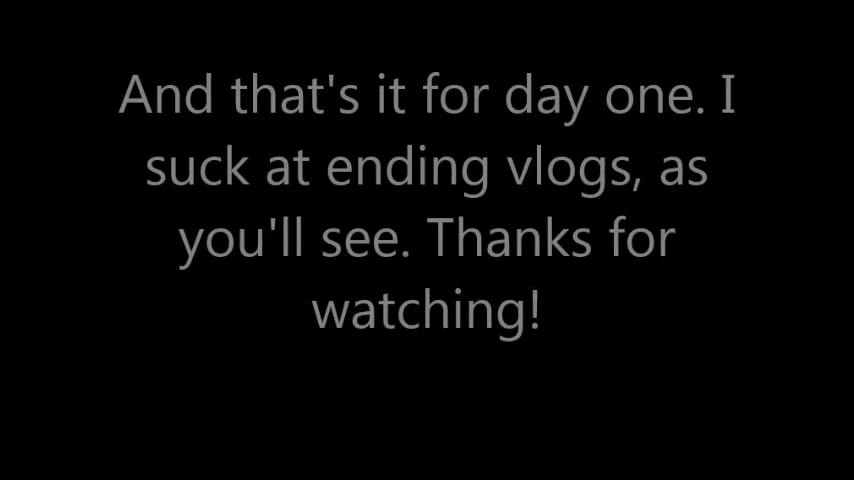 And that's it for day one. I
suck at ending vlogs, as
you'll see. Thanks for
watching!